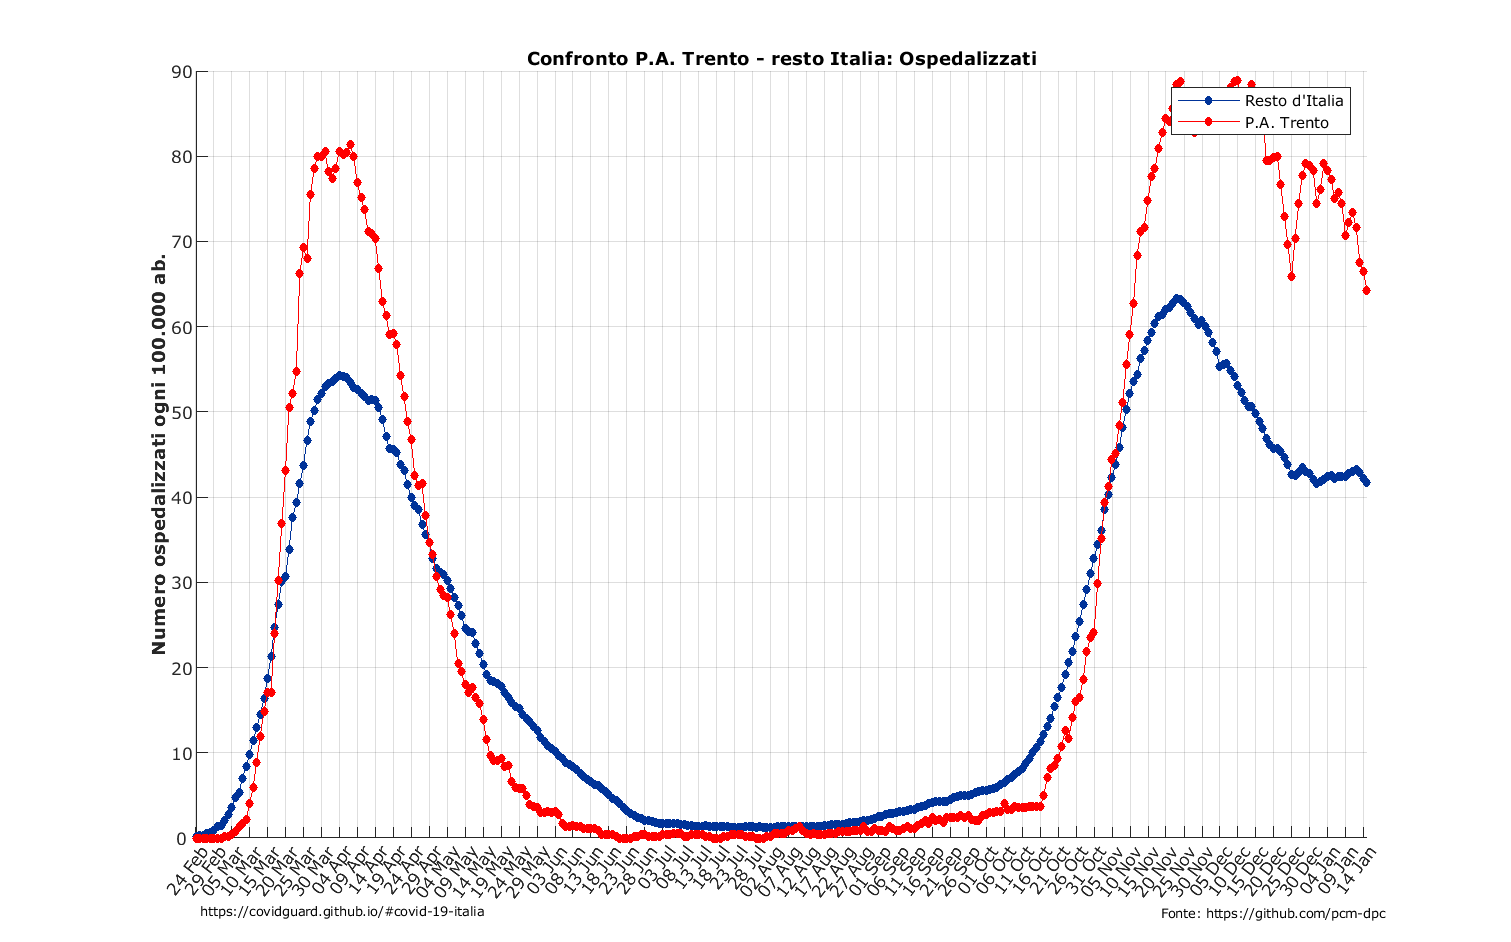 Confronto P.A. Trento - resto Italia: Ospedalizzati
Numero ospedalizzati ogni 100.000 ab.
90
80
70
60
50
40
30
20
10
0
Resto d'Italia
P.A. Trento
24 Feb
29 Feb
05 Mar
10 Mar
15 Mar
20 Mar
25 Mar
30 Mar
04 Apr
09 Apr
14 Apr
19 Apr
24 Apr
29 Apr
04 May
09 May
14 May
19 May
24 May
29 May
03 Jun
08 Jun
13 Jun
18 Jun
23 Jun
28 Jun
03 Jul
08 Jul
13 Jul
18 Jul
23 Jul
28 Jul
02 Aug
07 Aug
12 Aug
17 Aug
22 Aug
27 Aug
01 Sep
06 Sep
11 Sep
16 Sep
21 Sep
26 Sep
01 Oct
06 Oct
11 Oct
16 Oct
21 Oct
26 Oct
31 Oct
05 Nov
10 Nov
15 Nov
20 Nov
25 Nov
30 Nov
05 Dec
10 Dec
15 Dec
20 Dec
25 Dec
30 Dec
04 Jan
09 Jan
14 Jan
https://covidguard.github.io/#covid-19-italia
Fonte: https://github.com/pcm-dpc